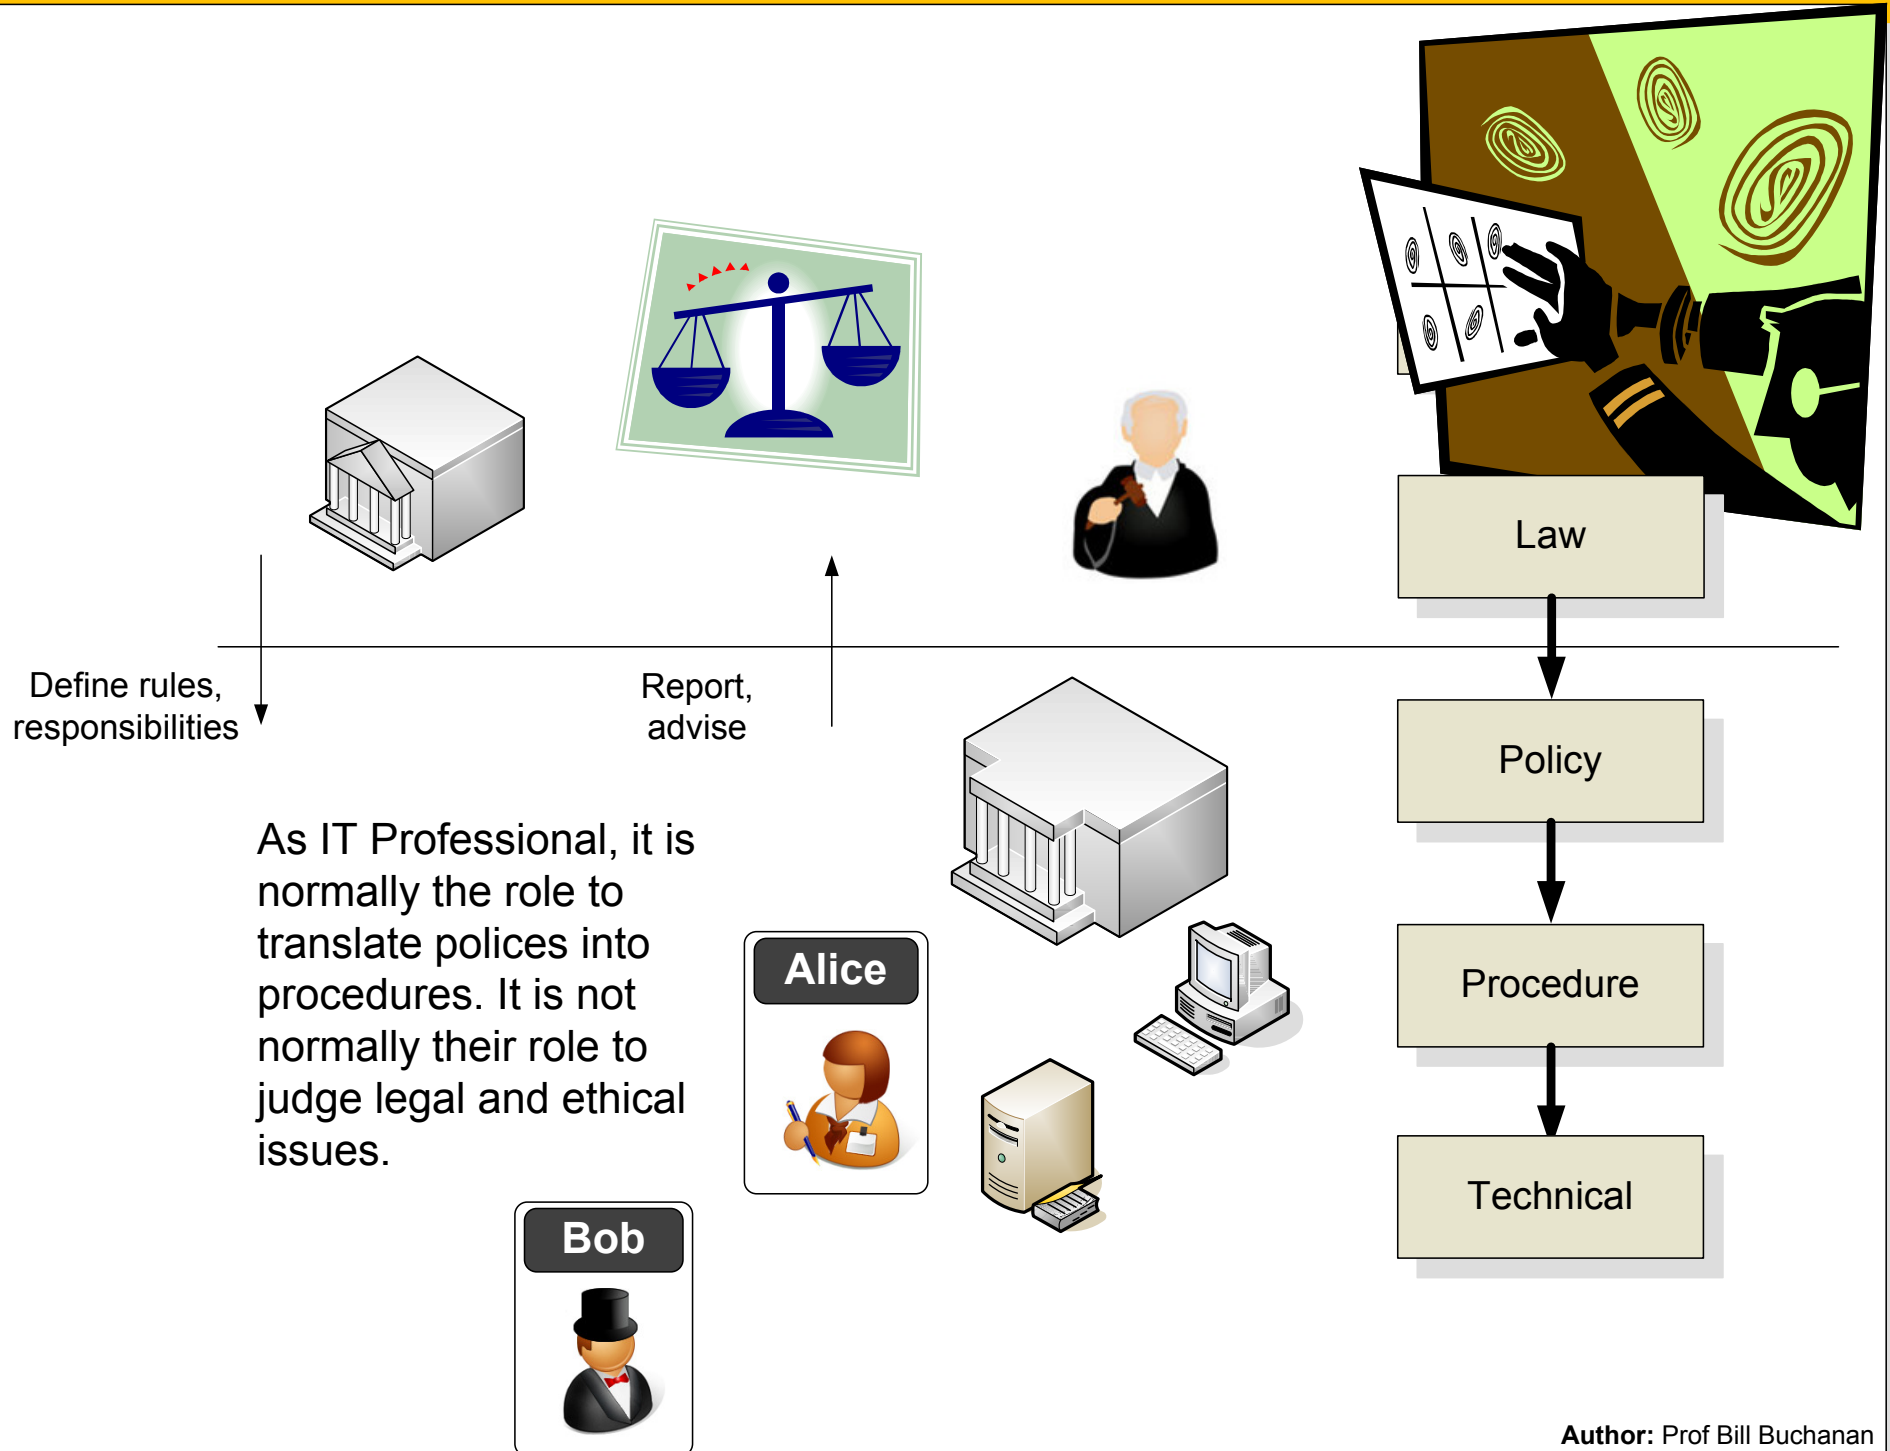 Law
Define rules,
responsibilities
Report,
advise
Policy
As IT Professional, it is
normally the role to
translate polices into
procedures. It is not
normally their role to
judge legal and ethical
issues.
Alice
Procedure
Technical
Bob
Author: Prof Bill Buchanan